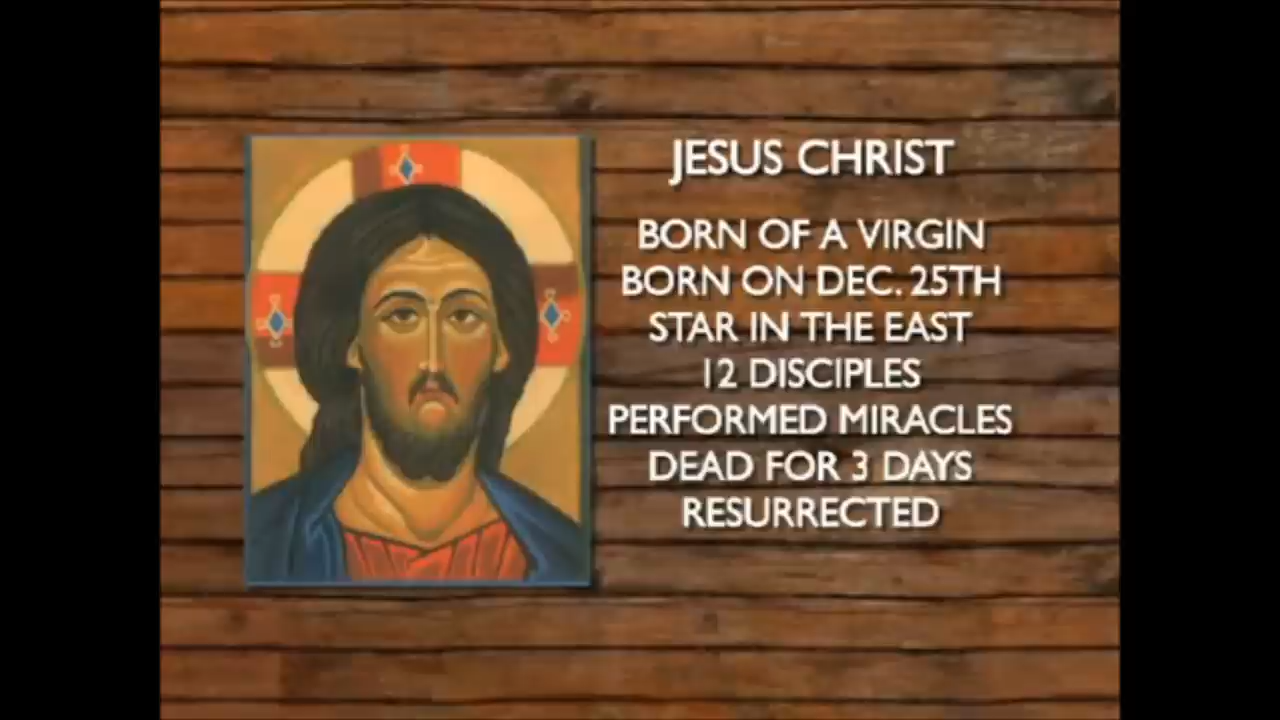 JESUS CHRIST
BORN OF A VIRGIN
BORN ON DEC. 25TH
STAR IN THE EAST
12 DISCIPLES
PERFORMED MIRACLES
DEAD FOR 3 DAYS
RESURRECTED